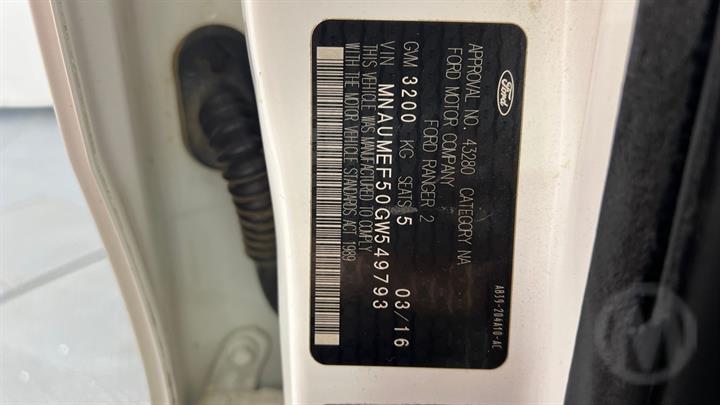 Ford
APPROVAL NO. 43280 CATEGORY NA
FORD MOTOR COMPANY
FORD RANGER 2
03/16
GVM 3200 KG SEATS 5
VIN MNAUMEF50GW549793
THIS VEHICLE WAS MANUFACTURED TO COMPLY
WITH THE MOTOR VEHICLE STANDARDS ACT 1989
AB39-204A10-AE